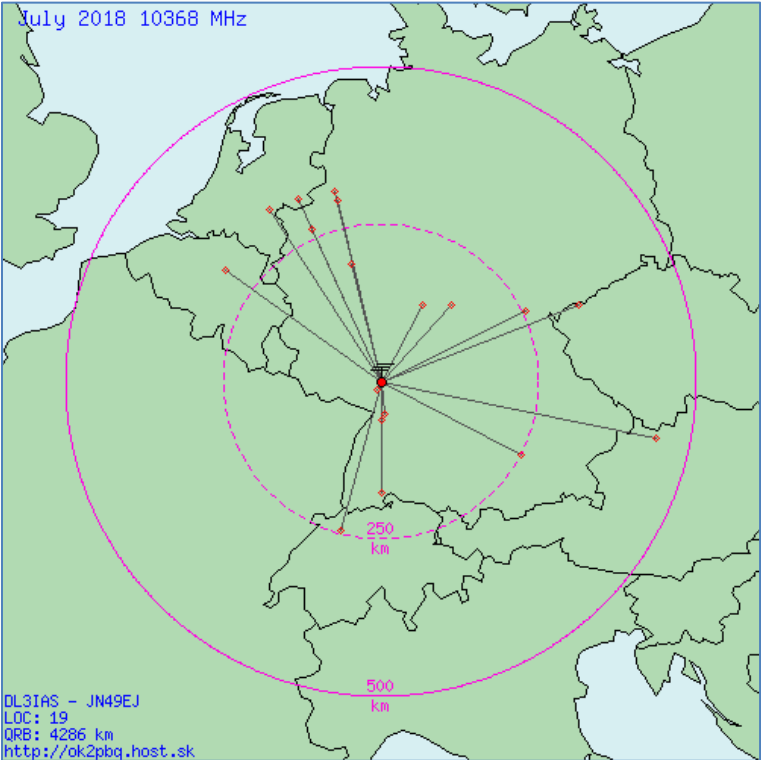 July 2018 10368 MHz
250
km
500
km
DL3IAS - JN49EJ
LOC: 19
QRB: 4286 km
http://ok2pbq.host.sk